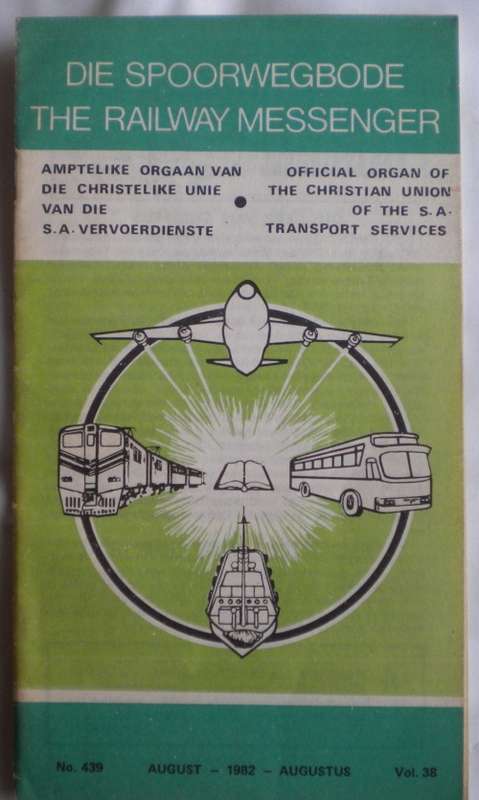 DIE SPOORWEGBODE
THE RAILWAY MESSENGER
AMPTELIKE ORGAAN VAN
DIE CHRISTELIKE UNIE
VAN DIE
S.A. VERVOERDIENSTE
OFFICIAL ORGAN OF
THE CHRISTIAN UNION
OF THE S.A.
TRANSPORT SERVICES
No. 439 AUGUST – 1982 – AUGUSTUS Vol. 38